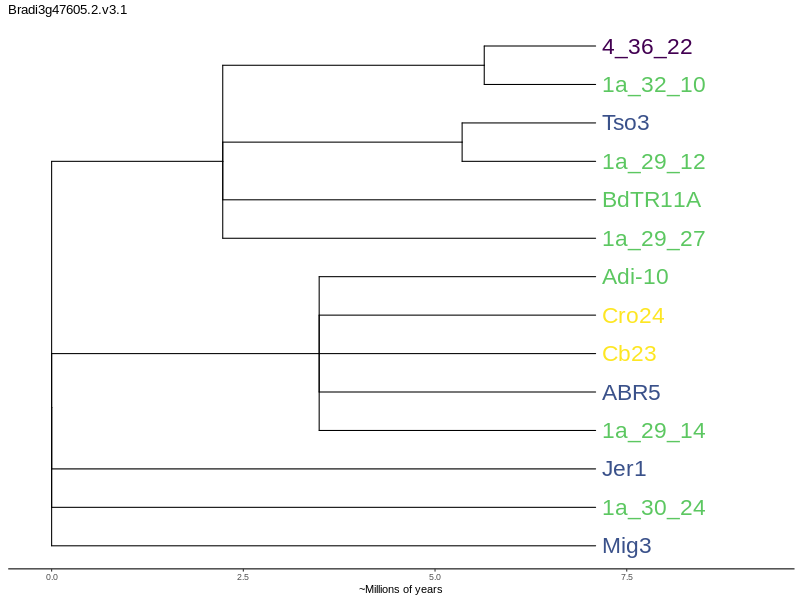 Bradi3g47605.2.v3.1
4_36_22
1a_32_10
Tso3
1a_29_12
BdTR11A
1a_29_27
Adi-10
Cro24
Cb23
ABR5
1a_29_14
Jer1
1a_30_24
Mig3
0.0 2.5 5.0 7.5
~Millions of years